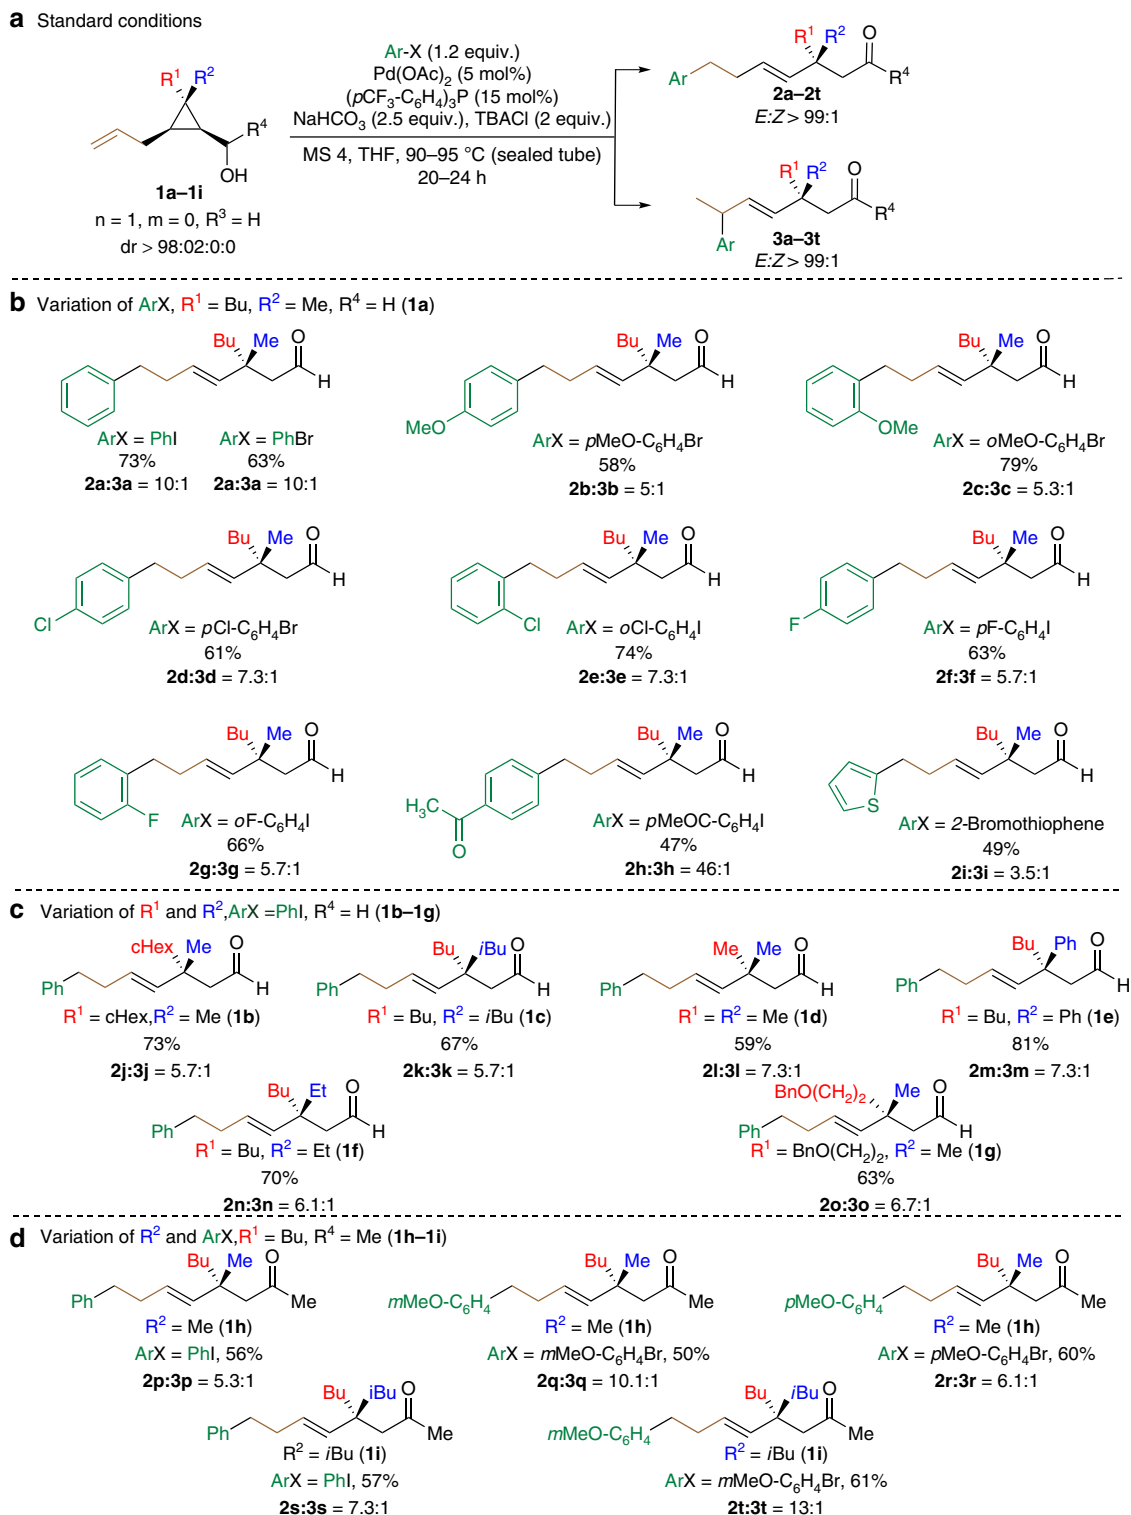 a Standard conditions
R¹ R²
R⁴
OH
1a–1i
n = 1, m = 0, R³ = H
dr > 98:02:0:0
Ar-X (1.2 equiv.)
Pd(OAc)₂ (5 mol%)
(pCF₃-C₆H₄)₃P (15 mol%)
NaHCO₃ (2.5 equiv.), TBACl (2 equiv.)
MS 4, THF, 90–95 °C (sealed tube)
20–24 h
R¹ R² O
Ar R⁴
2a–2t
E:Z > 99:1
R¹ R² O
R⁴
Ar
3a–3t
E:Z > 99:1
b Variation of ArX, R¹ = Bu, R² = Me, R⁴ = H (1a)
Bu Me O
H
ArX = PhI ArX = PhBr
73% 63%
2a:3a = 10:1 2a:3a = 10:1
Bu Me O
H
MeO
ArX = pMeO-C₆H₄Br
58%
2b:3b = 5:1
Bu Me O
H
OMe
ArX = oMeO-C₆H₄Br
79%
2c:3c = 5.3:1
Bu Me O
H
Cl
ArX = pCl-C₆H₄Br
61%
2d:3d = 7.3:1
Bu Me O
H
Cl
ArX = oCl-C₆H₄I
74%
2e:3e = 7.3:1
Bu Me O
H
F
ArX = pF-C₆H₄I
63%
2f:3f = 5.7:1
Bu Me O
H
F
ArX = oF-C₆H₄I
66%
2g:3g = 5.7:1
Bu Me O
H
H₃C
O
ArX = pMeOC-C₆H₄I
47%
2h:3h = 46:1
Bu Me O
H
S
ArX = 2-Bromothiophene
49%
2i:3i = 3.5:1
c Variation of R¹ and R²,ArX =PhI, R⁴ = H (1b–1g)
cHex Me O
Ph H
R¹ = cHex,R² = Me (1b)
73%
2j:3j = 5.7:1
Bu iBu O
Ph H
R¹ = Bu, R² = iBu (1c)
67%
2k:3k = 5.7:1
Me Me O
Ph H
R¹ = R² = Me (1d)
59%
2l:3l = 7.3:1
Bu Ph O
Ph H
R¹ = Bu, R² = Ph (1e)
81%
2m:3m = 7.3:1
Bu Et O
Ph H
R¹ = Bu, R² = Et (1f)
70%
2n:3n = 6.1:1
BnO(CH₂)₂ Me O
Ph H
R¹ = BnO(CH₂)₂, R² = Me (1g)
63%
2o:3o = 6.7:1
d Variation of R² and ArX,R¹ = Bu, R⁴ = Me (1h–1i)
Bu Me O
Ph Me
R² = Me (1h)
ArX = PhI, 56%
2p:3p = 5.3:1
Bu Me O
mMeO-C₆H₄ Me
R² = Me (1h)
ArX = mMeO-C₆H₄Br, 50%
2q:3q = 10.1:1
Bu Me O
pMeO-C₆H₄ Me
R² = Me (1h)
ArX = pMeO-C₆H₄Br, 60%
2r:3r = 6.1:1
Bu iBu O
Ph Me
R² = iBu (1i)
ArX = PhI, 57%
2s:3s = 7.3:1
Bu iBu O
mMeO-C₆H₄ Me
R² = iBu (1i)
ArX = mMeO-C₆H₄Br, 61%
2t:3t = 13:1